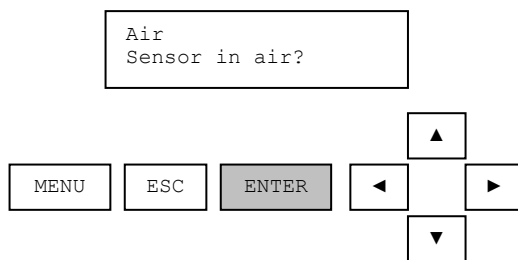 Air
Sensor in air?
▲
MENU ESC ENTER ◄ ►
▼